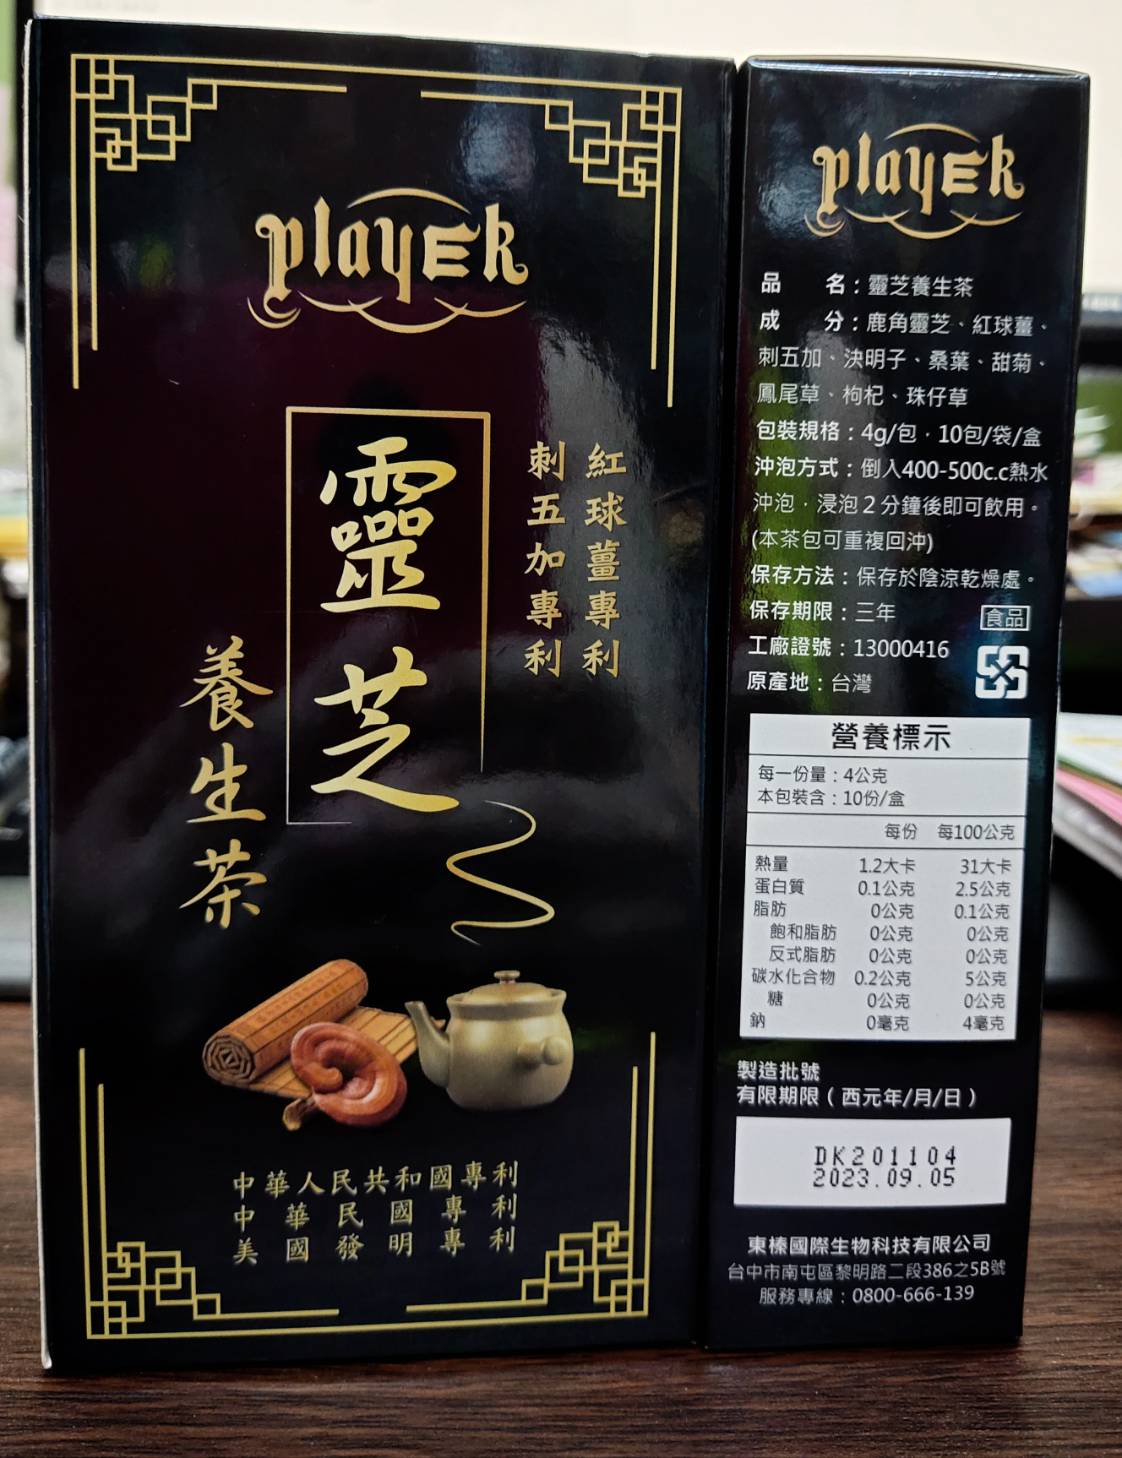 player
紅球薑專利
刺五加專利
靈芝
養生茶
中華人民共和國專利
中華民國專利
美國發明專利
player
品名：靈芝養生茶
成分：鹿角靈芝、紅球薑、
刺五加、決明子、桑葉、甜菊、
鳳尾草、枸杞、珠仔草
包裝規格：4g/包．10包/袋/盒
沖泡方式：倒入400-500c.c熱水
沖泡．浸泡2分鐘後即可飲用。
(本茶包可重複回沖)
保存方法：保存於陰涼乾燥處。
保存期限：三年
食品
工廠證號：13000416
原產地：台灣
營養標示
每一份量：4公克
本包裝含：10份/盒
每份 每100公克
熱量 1.2大卡 31大卡
蛋白質 0.1公克 2.5公克
脂肪 0公克 0.1公克
飽和脂肪 0公克 0公克
反式脂肪 0公克 0公克
碳水化合物 0.2公克 5公克
糖 0公克 0公克
鈉 0毫克 4毫克
製造批號
有限期限（西元年/月/日）
DK201104
2023.09.05
東榛國際生物科技有限公司
台中市南屯區黎明路二段386之5B號
服務專線：0800-666-139